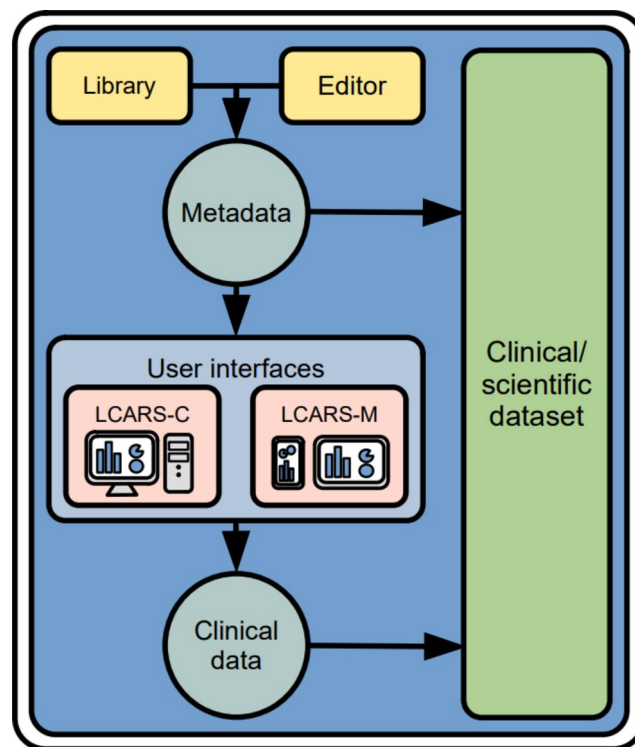 Library
Editor
Metadata
User interfaces
LCARS-C
LCARS-M
Clinical
data
Clinical/
scientific
dataset